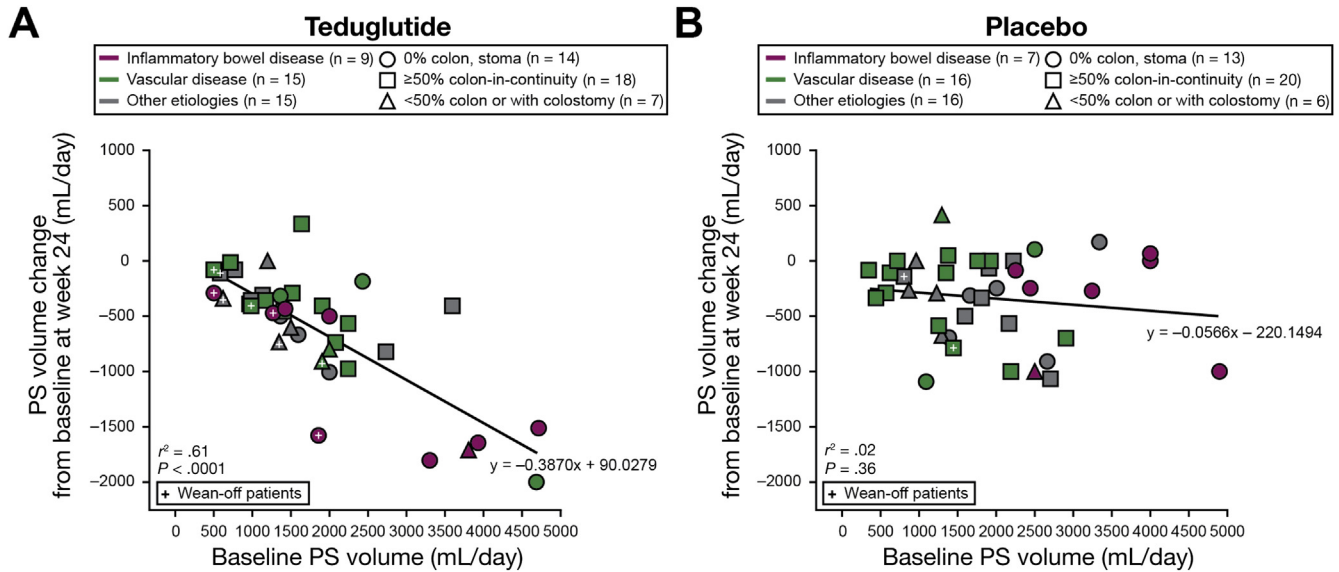 A
Teduglutide
Inflammatory bowel disease (n = 9)
0% colon, stoma (n = 14)
Vascular disease (n = 15)
≥50% colon-in-continuity (n = 18)
Other etiologies (n = 15)
<50% colon or with colostomy (n = 7)
PS volume change
from baseline at week 24 (mL/day)
1000
500
0
–500
–1000
–1500
–2000
r² = .61
P < .0001
+ Wean-off patients
y = –0.3870x + 90.0279
0 500 1000 1500 2000 2500 3000 3500 4000 4500 5000
Baseline PS volume (mL/day)
B
Placebo
Inflammatory bowel disease (n = 7)
0% colon, stoma (n = 13)
Vascular disease (n = 16)
≥50% colon-in-continuity (n = 20)
Other etiologies (n = 16)
<50% colon or with colostomy (n = 6)
PS volume change
from baseline at week 24 (mL/day)
1000
500
0
–500
–1000
–1500
–2000
y = –0.0566x – 220.1494
r² = .02
P = .36
+ Wean-off patients
0 500 1000 1500 2000 2500 3000 3500 4000 4500 5000
Baseline PS volume (mL/day)